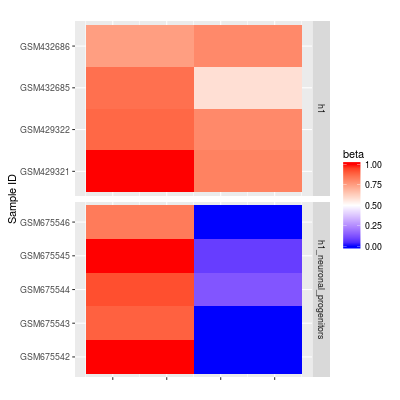 GSM432686
GSM432685
GSM429322
GSM429321
h1
GSM675546
GSM675545
GSM675544
GSM675543
GSM675542
h1_neuronal_progenitors
Sample ID
beta
1.00
0.75
0.50
0.25
0.00